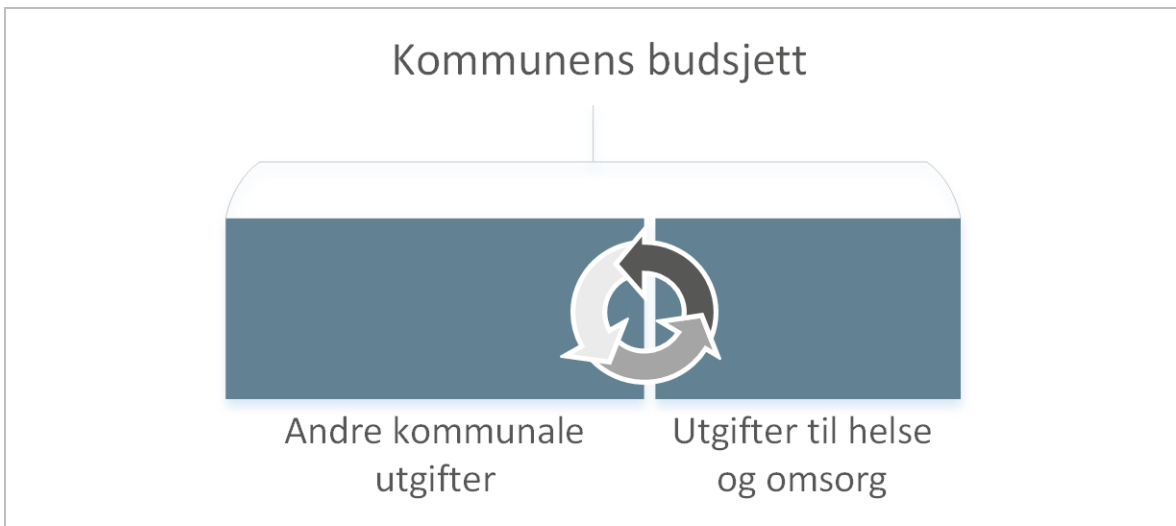 Kommunens budsjett
Andre kommunale
utgifter
Utgifter til helse
og omsorg